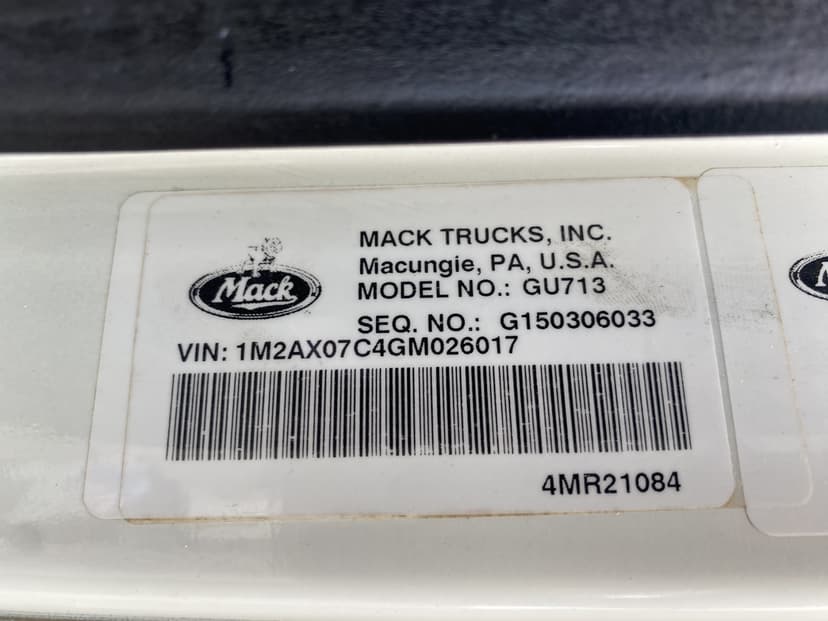 Mack
MACK TRUCKS, INC.
Macungie, PA, U.S.A.
MODEL NO.: GU713
SEQ. NO.: G150306033
VIN: 1M2AX07C4GM026017
4MR21084